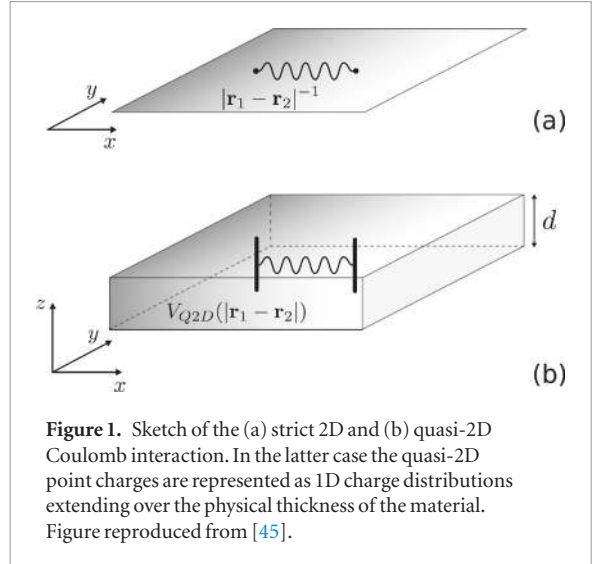 y
|r₁ − r₂|⁻¹
x
(a)
d
z
V_{Q2D}(|r₁ − r₂|)
y
x
(b)
Figure 1. Sketch of the (a) strict 2D and (b) quasi-2D
Coulomb interaction. In the latter case the quasi-2D
point charges are represented as 1D charge distributions
extending over the physical thickness of the material.
Figure reproduced from [45].